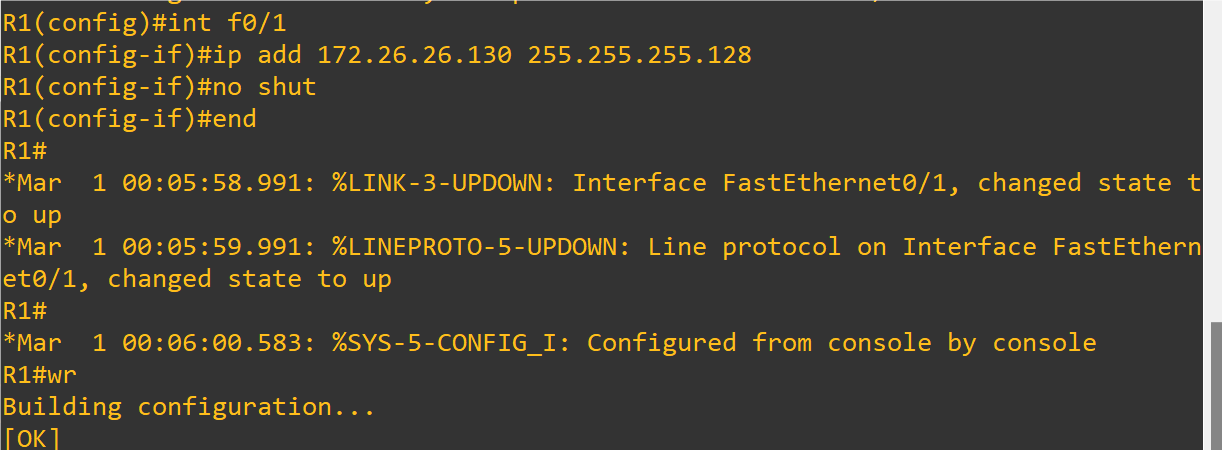 R1(config)#int f0/1
R1(config-if)#ip add 172.26.26.130 255.255.255.128
R1(config-if)#no shut
R1(config-if)#end
R1#
*Mar  1 00:05:58.991: %LINK-3-UPDOWN: Interface FastEthernet0/1, changed state t
o up
*Mar  1 00:05:59.991: %LINEPROTO-5-UPDOWN: Line protocol on Interface FastEthern
et0/1, changed state to up
R1#
*Mar  1 00:06:00.583: %SYS-5-CONFIG_I: Configured from console by console
R1#wr
Building configuration...
[OK]